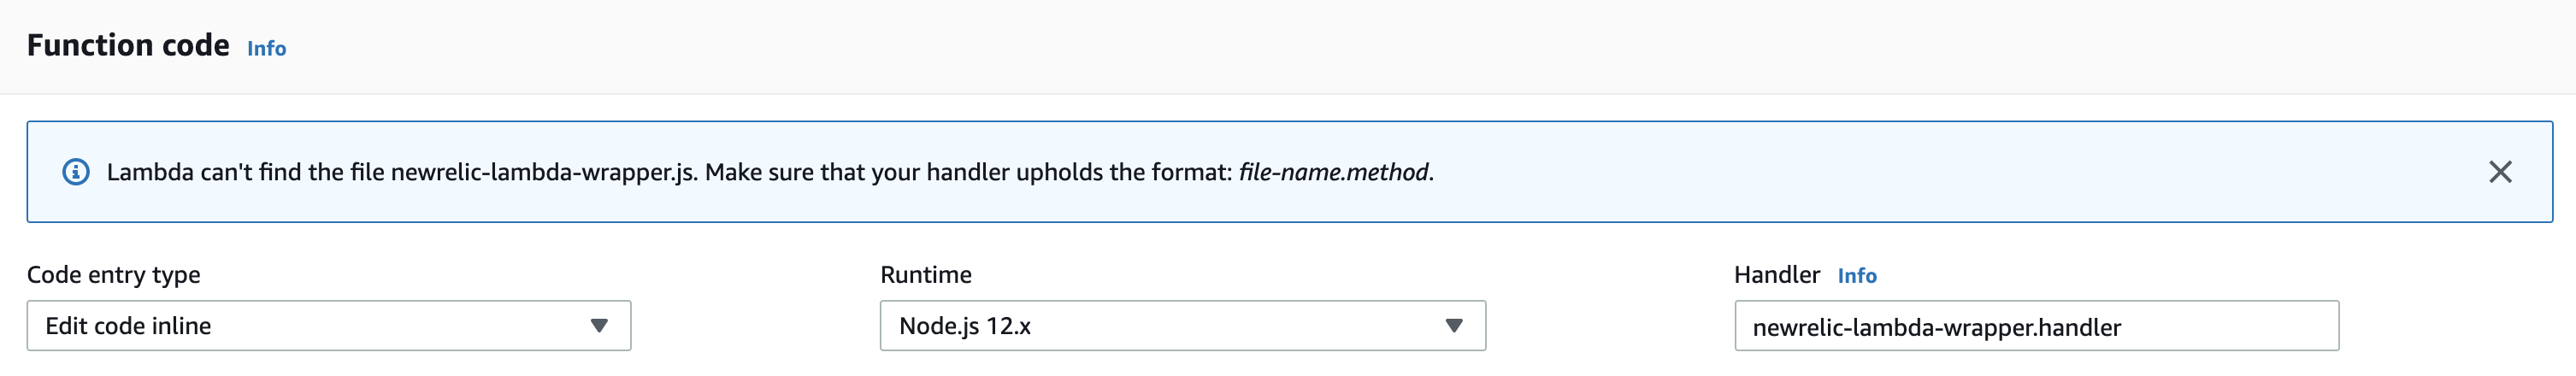 Function code Info
Lambda can't find the file newrelic-lambda-wrapper.js. Make sure that your handler upholds the format: file-name.method.
Code entry type
Runtime
Handler Info
Edit code inline
Node.js 12.x
newrelic-lambda-wrapper.handler